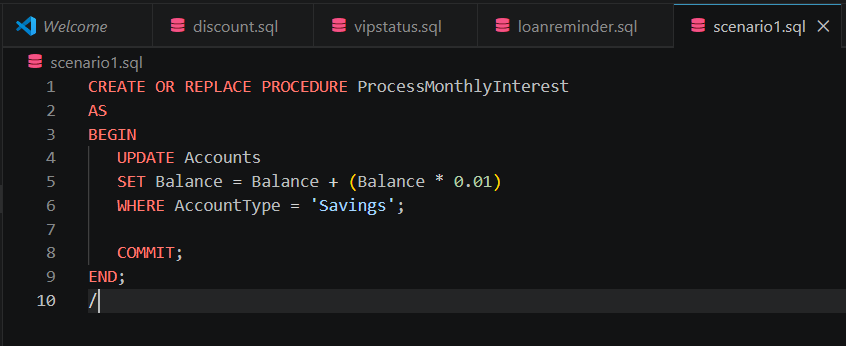 Welcome discount.sql vipstatus.sql loanreminder.sql scenario1.sql
scenario1.sql
1 CREATE OR REPLACE PROCEDURE ProcessMonthlyInterest
2 AS
3 BEGIN
4    UPDATE Accounts
5    SET Balance = Balance + (Balance * 0.01)
6    WHERE AccountType = 'Savings';
7
8    COMMIT;
9 END;
10 /